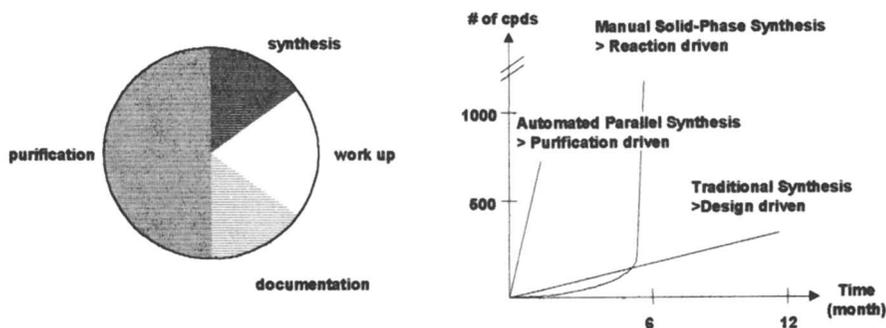 synthesis
purification
work up
documentation
# of cpds
Manual Solid-Phase Synthesis
> Reaction driven
1000
Automated Parallel Synthesis
> Purification driven
500
Traditional Synthesis
>Design driven
Time
(month)
6
12